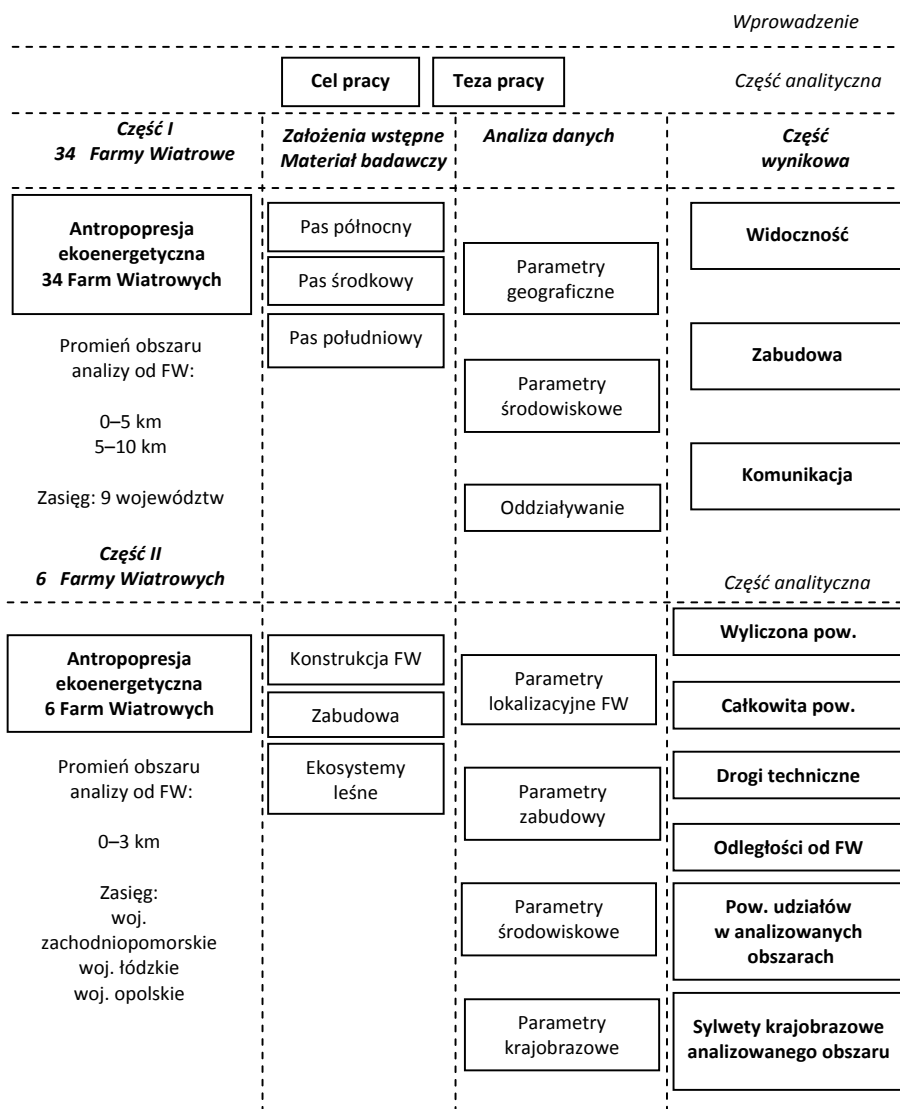 Wprowadzenie
Cel pracy
Teza pracy
Część analityczna
Część I
34 Farmy Wiatrowe
Założenia wstępne
Materiał badawczy
Analiza danych
Część
wynikowa
Antropopresja
ekoenergetyczna
34 Farm Wiatrowych
Promień obszaru
analizy od FW:
0–5 km
5–10 km
Zasięg: 9 województw
Pas północny
Pas środkowy
Pas południowy
Parametry
geograficzne
Parametry
środowiskowe
Oddziaływanie
Widoczność
Zabudowa
Komunikacja
Część II
6 Farmy Wiatrowych
Część analityczna
Antropopresja
ekoenergetyczna
6 Farm Wiatrowych
Promień obszaru
analizy od FW:
0–3 km
Zasięg:
woj.
zachodniopomorskie
woj. łódzkie
woj. opolskie
Konstrukcja FW
Zabudowa
Ekosystemy
leśne
Parametry
lokalizacyjne FW
Parametry
zabudowy
Parametry
środowiskowe
Parametry
krajobrazowe
Wyliczona pow.
Całkowita pow.
Drogi techniczne
Odległości od FW
Pow. udziałów
w analizowanych
obszarach
Sylwety krajobrazowe
analizowanego obszaru